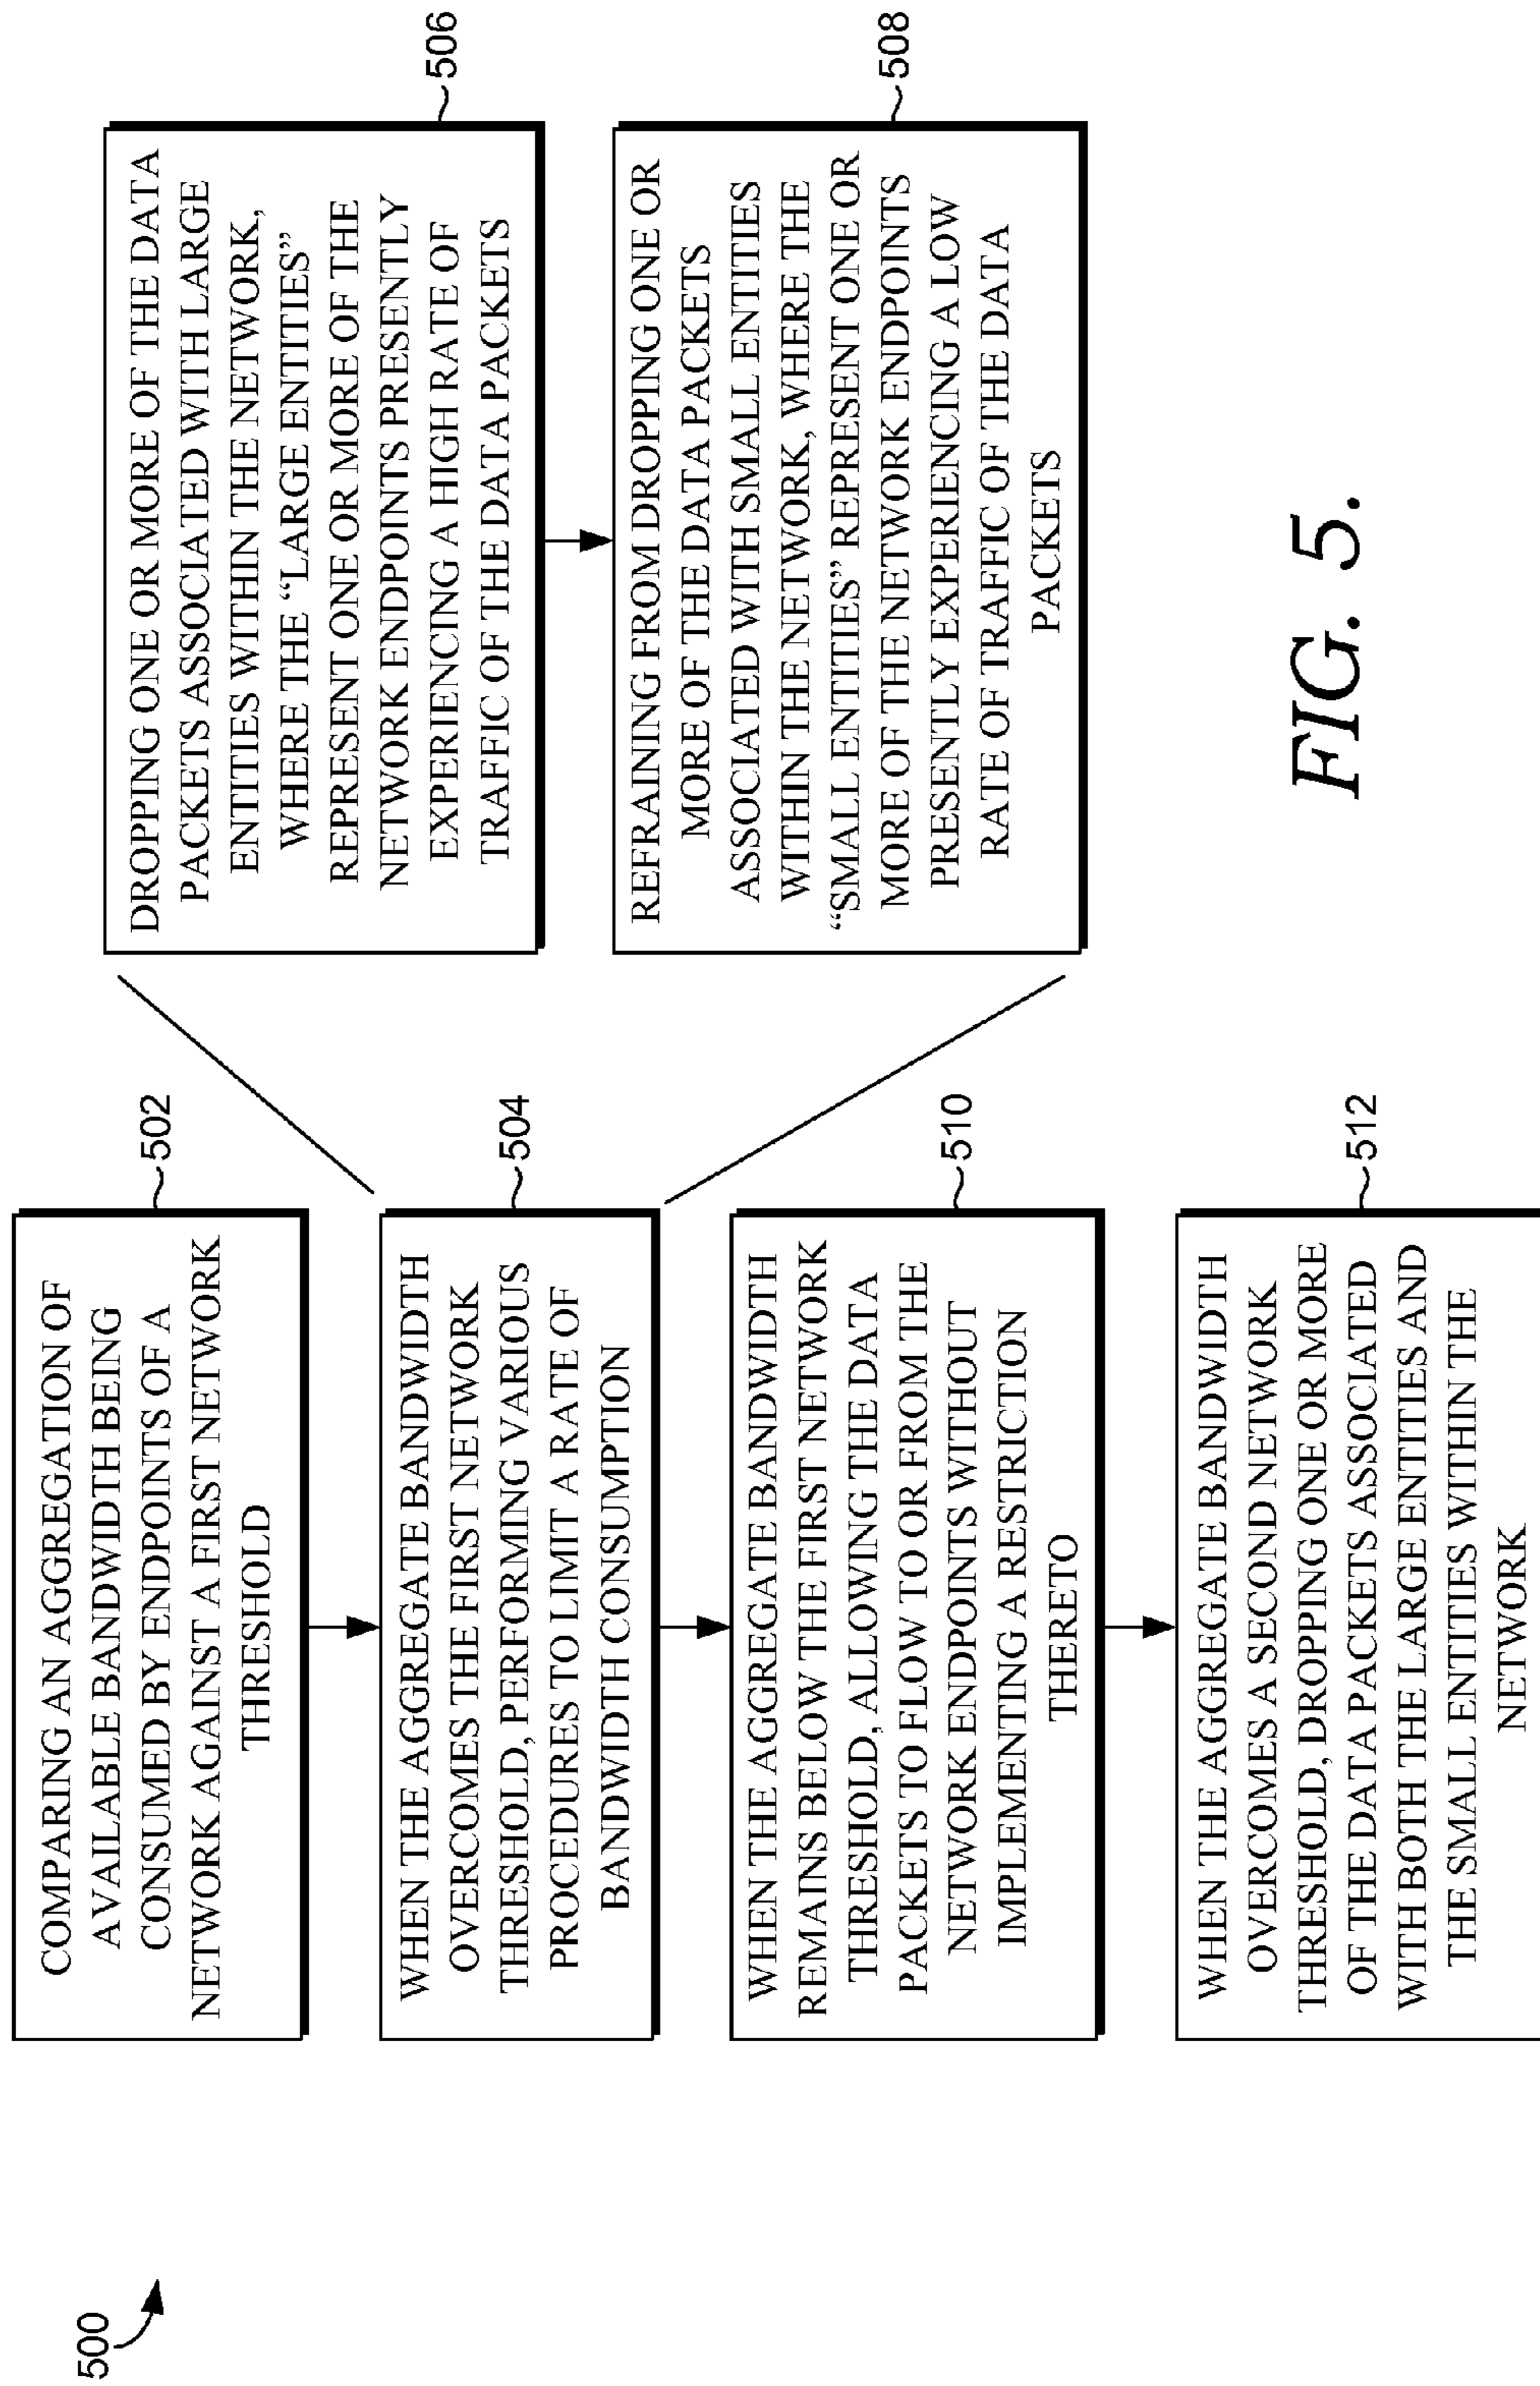 500
COMPARING AN AGGREGATION OF
AVAILABLE BANDWIDTH BEING
CONSUMED BY ENDPOINTS OF A
NETWORK AGAINST A FIRST NETWORK
THRESHOLD
502
WHEN THE AGGREGATE BANDWIDTH
OVERCOMES THE FIRST NETWORK
THRESHOLD, PERFORMING VARIOUS
PROCEDURES TO LIMIT A RATE OF
BANDWIDTH CONSUMPTION
504
DROPPING ONE OR MORE OF THE DATA
PACKETS ASSOCIATED WITH LARGE
ENTITIES WITHIN THE NETWORK,
WHERE THE “LARGE ENTITIES”
REPRESENT ONE OR MORE OF THE
NETWORK ENDPOINTS PRESENTLY
EXPERIENCING A HIGH RATE OF
TRAFFIC OF THE DATA PACKETS
506
REFRAINING FROM DROPPING ONE OR
MORE OF THE DATA PACKETS
ASSOCIATED WITH SMALL ENTITIES
WITHIN THE NETWORK, WHERE THE
“SMALL ENTITIES” REPRESENT ONE OR
MORE OF THE NETWORK ENDPOINTS
PRESENTLY EXPERIENCING A LOW
RATE OF TRAFFIC OF THE DATA
PACKETS
508
WHEN THE AGGREGATE BANDWIDTH
REMAINS BELOW THE FIRST NETWORK
THRESHOLD, ALLOWING THE DATA
PACKETS TO FLOW TO OR FROM THE
NETWORK ENDPOINTS WITHOUT
IMPLEMENTING A RESTRICTION
THERETO
510
WHEN THE AGGREGATE BANDWIDTH
OVERCOMES A SECOND NETWORK
THRESHOLD, DROPPING ONE OR MORE
OF THE DATA PACKETS ASSOCIATED
WITH BOTH THE LARGE ENTITIES AND
THE SMALL ENTITIES WITHIN THE
NETWORK
512
FIG. 5.